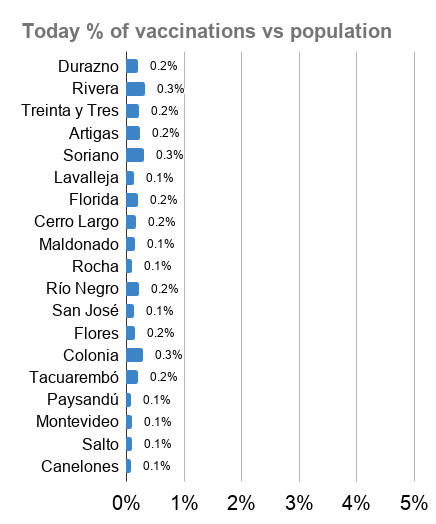 Today % of vaccinations vs population
Durazno 0.2%
Rivera 0.3%
Treinta y Tres 0.2%
Artigas 0.2%
Soriano 0.3%
Lavalleja 0.1%
Florida 0.2%
Cerro Largo 0.2%
Maldonado 0.1%
Rocha 0.1%
Río Negro 0.2%
San José 0.1%
Flores 0.2%
Colonia 0.3%
Tacuarembó 0.2%
Paysandú 0.1%
Montevideo 0.1%
Salto 0.1%
Canelones 0.1%
0% 1% 2% 3% 4% 5%